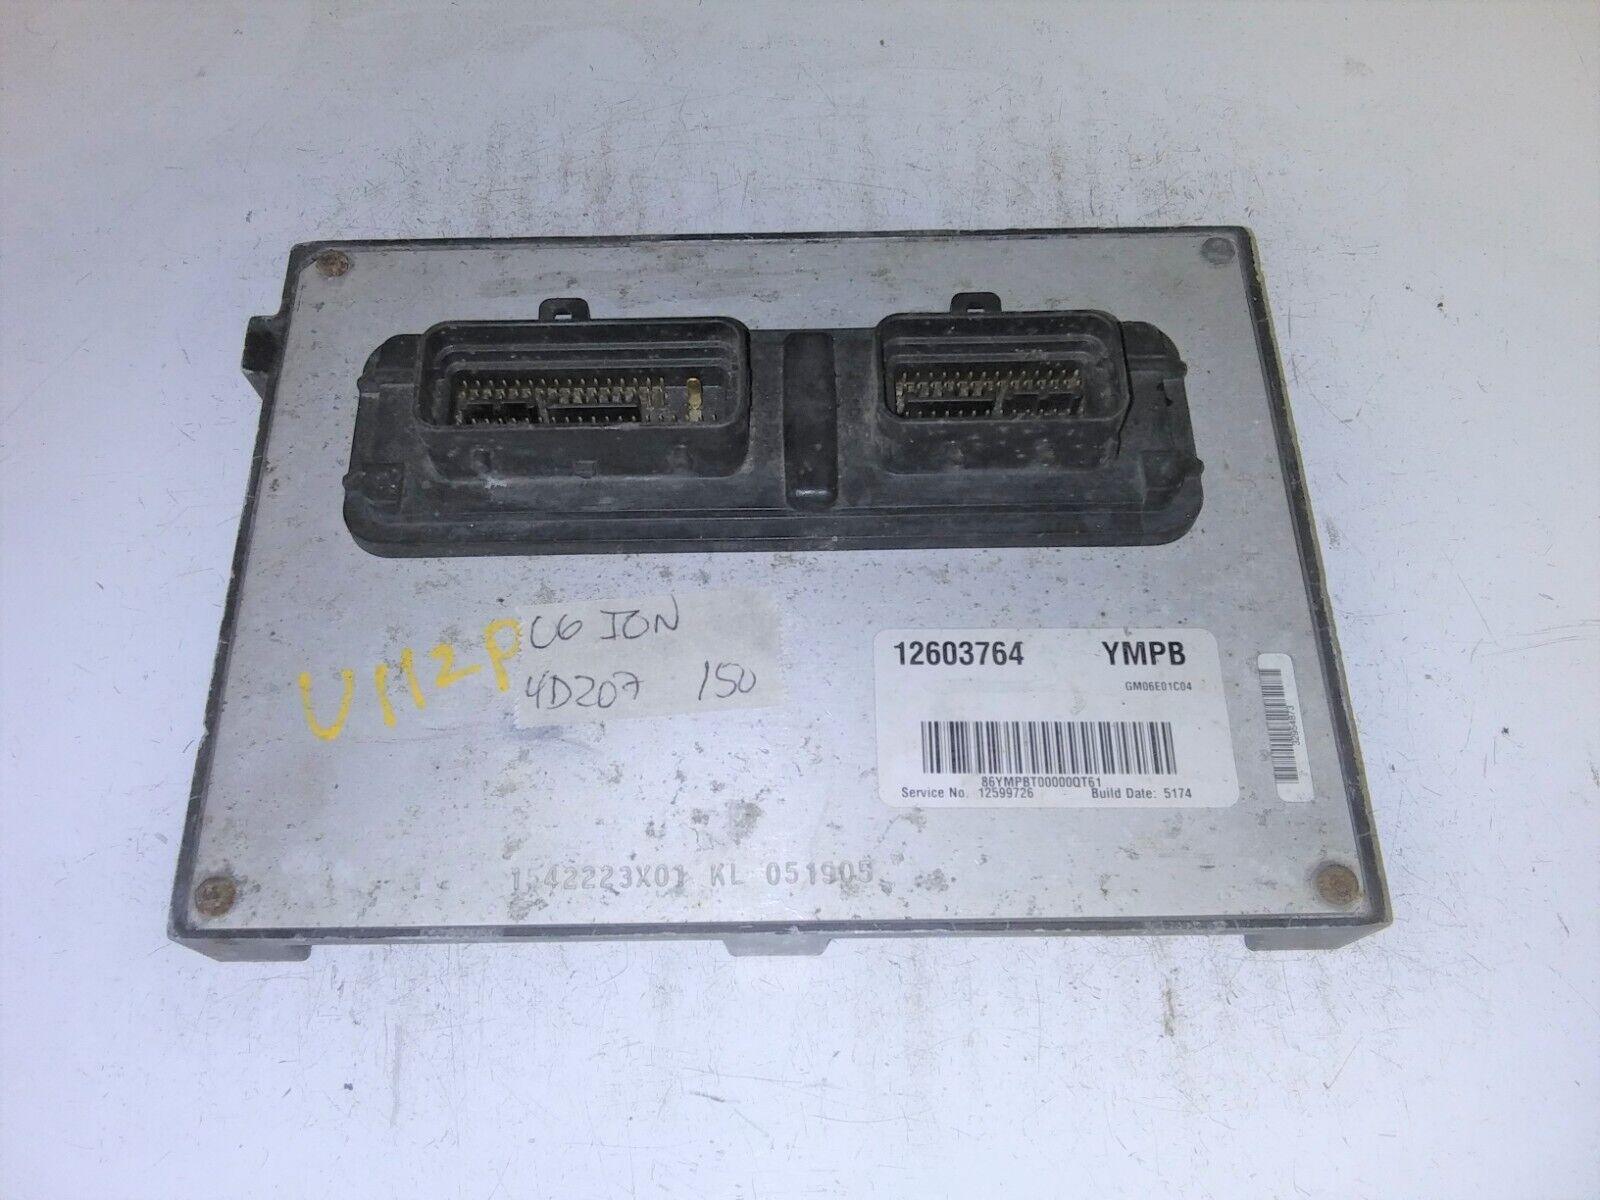 U112P
06 ION
4D207 150
12603764 YMPB
GM06E01C04
86YMPBT00000QT61
Service No. 12599726 Build Date: 5174
1542223X01 KL 051905